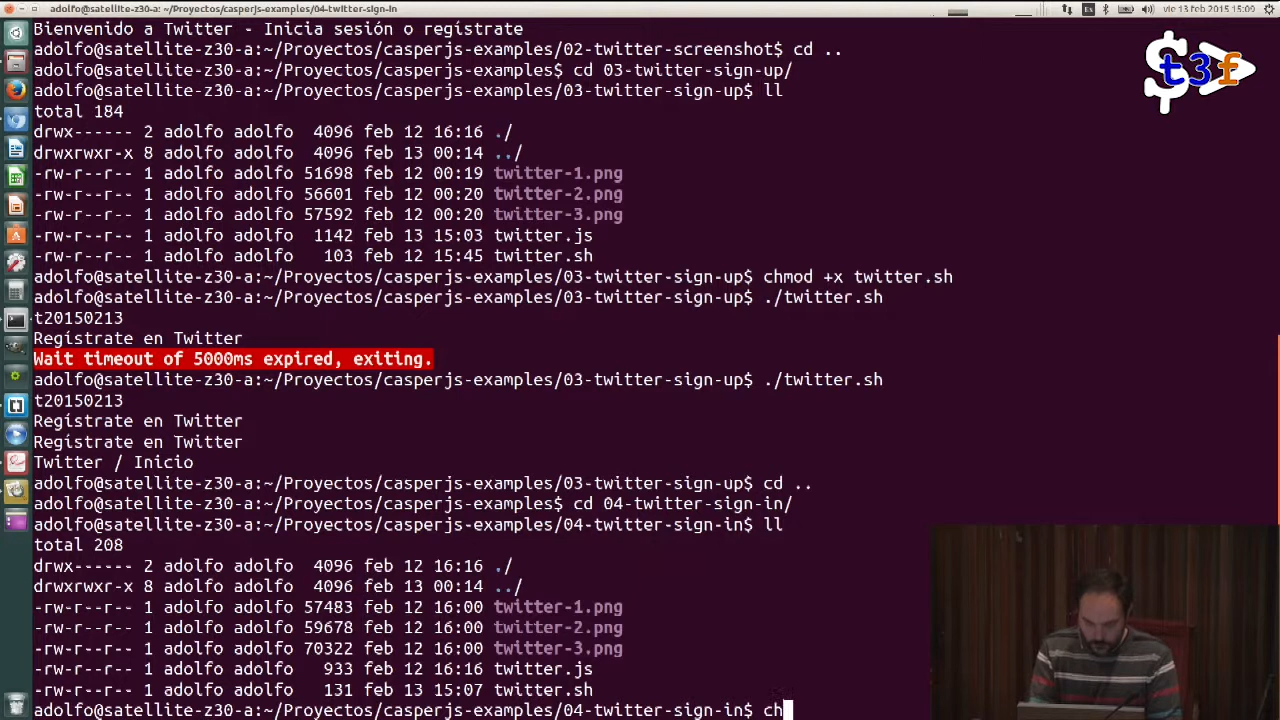 adolfo@satellite-z30-a: ~/Proyectos/casperjs-examples/04-twitter-sign-in
Es
vie 13 feb 2015 15:09
$t3f
Bienvenido a Twitter - Inicia sesión o regístrate
adolfo@satellite-z30-a:~/Proyectos/casperjs-examples/02-twitter-screenshot$ cd ..
adolfo@satellite-z30-a:~/Proyectos/casperjs-examples$ cd 03-twitter-sign-up/
adolfo@satellite-z30-a:~/Proyectos/casperjs-examples/03-twitter-sign-up$ ll
total 184
drwx------ 2 adolfo adolfo  4096 feb 12 16:16 ./
drwxrwxr-x 8 adolfo adolfo  4096 feb 13 00:14 ../
-rw-r--r-- 1 adolfo adolfo 51698 feb 12 00:19 twitter-1.png
-rw-r--r-- 1 adolfo adolfo 56601 feb 12 00:20 twitter-2.png
-rw-r--r-- 1 adolfo adolfo 57592 feb 12 00:20 twitter-3.png
-rw-r--r-- 1 adolfo adolfo  1142 feb 13 15:03 twitter.js
-rw-r--r-- 1 adolfo adolfo   103 feb 12 15:45 twitter.sh
adolfo@satellite-z30-a:~/Proyectos/casperjs-examples/03-twitter-sign-up$ chmod +x twitter.sh
adolfo@satellite-z30-a:~/Proyectos/casperjs-examples/03-twitter-sign-up$ ./twitter.sh
t20150213
Regístrate en Twitter
Wait timeout of 5000ms expired, exiting.
adolfo@satellite-z30-a:~/Proyectos/casperjs-examples/03-twitter-sign-up$ ./twitter.sh
t20150213
Regístrate en Twitter
Regístrate en Twitter
Twitter / Inicio
adolfo@satellite-z30-a:~/Proyectos/casperjs-examples/03-twitter-sign-up$ cd ..
adolfo@satellite-z30-a:~/Proyectos/casperjs-examples$ cd 04-twitter-sign-in/
adolfo@satellite-z30-a:~/Proyectos/casperjs-examples/04-twitter-sign-in$ ll
total 208
drwx------ 2 adolfo adolfo  4096 feb 12 16:16 ./
drwxrwxr-x 8 adolfo adolfo  4096 feb 13 00:14 ../
-rw-r--r-- 1 adolfo adolfo 57483 feb 12 16:00 twitter-1.png
-rw-r--r-- 1 adolfo adolfo 59678 feb 12 16:00 twitter-2.png
-rw-r--r-- 1 adolfo adolfo 70322 feb 12 16:00 twitter-3.png
-rw-r--r-- 1 adolfo adolfo   933 feb 12 16:16 twitter.js
-rw-r--r-- 1 adolfo adolfo   131 feb 13 15:07 twitter.sh
adolfo@satellite-z30-a:~/Proyectos/casperjs-examples/04-twitter-sign-in$ ch